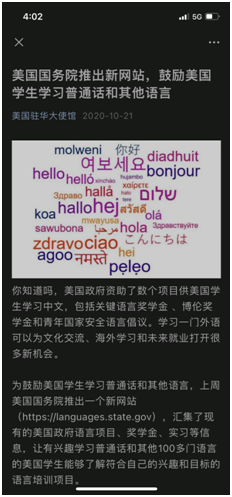 4:02
5G
美国国务院推出新网站，鼓励美国
学生学习普通话和其他语言
美国驻华大使馆 2020-10-21
molweni 你好
여보세요 diadhuit
hello helló xinchào hujambo bonjour
Здраво hallå χαίρετε שלום
koa hallo hej halo สวัสดี olá
sawubona mwayusa مرحبا hola Здравствуйте
zdravo ciao こんにちは
agoo नमस्ते hei
pẹlẹo
你知道吗，美国政府资助了数个项目供美国学
生学习中文，包括关键语言奖学金 、博伦奖
学金和青年国家安全语言倡议。学习一门外语
可以为文化交流、海外学习和未来就业打开很
多新机会。
为鼓励美国学生学习普通话和其他语言，上周
美国国务院推出一个新网站
（https://languages.state.gov），汇集了现
有的美国政府语言项目、奖学金、实习等信
息，让有兴趣学习普通话和其他100多门语言
的美国学生能够了解符合自己的兴趣和目标的
语言培训项目。